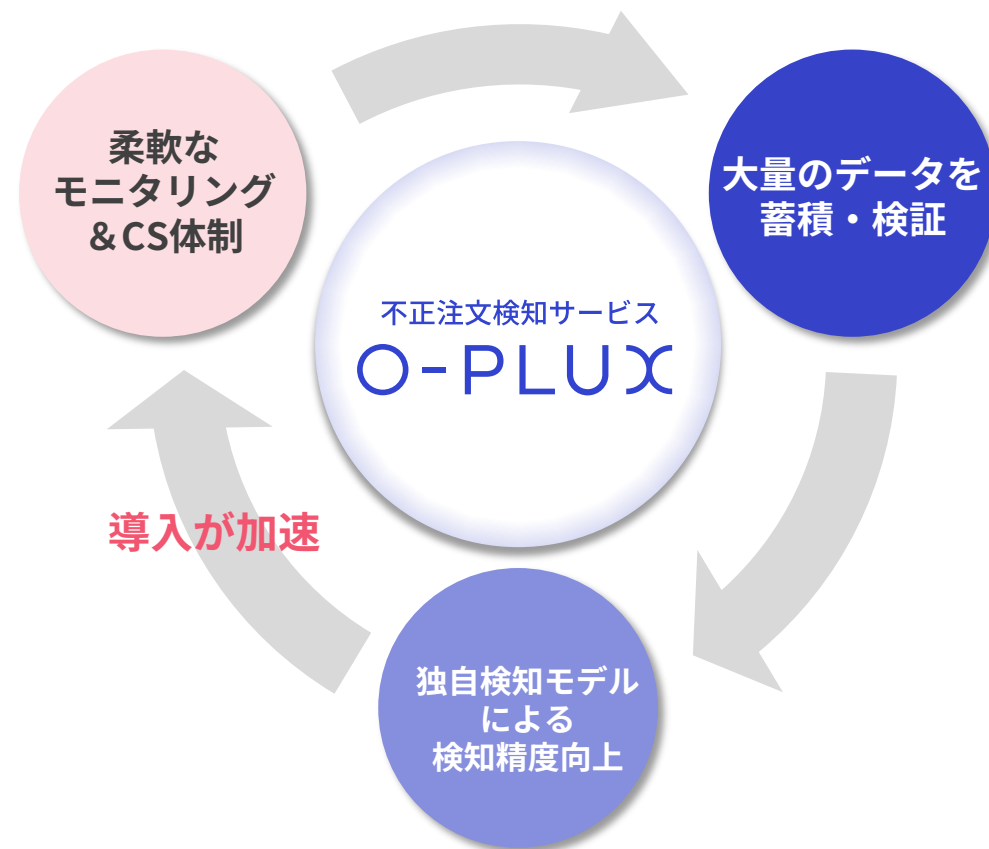 柔軟な
モニタリング
＆CS体制
大量のデータを
蓄積・検証
不正注文検知サービス
O-PLUX
導入が加速
独自検知モデル
による
検知精度向上